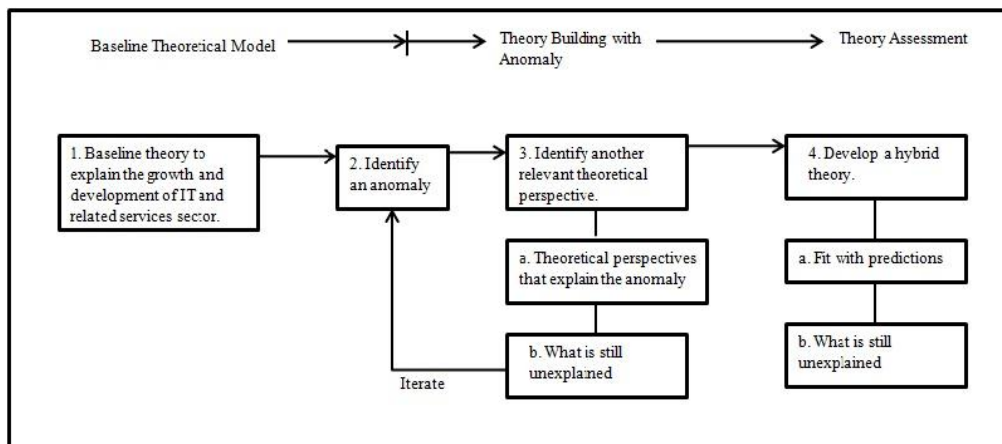 Baseline Theoretical Model
Theory Building with
Anomaly
Theory Assessment
1. Baseline theory to
explain the growth and
development of IT and
related services sector.
2. Identify
an anomaly
3. Identify another
relevant theoretical
perspective.
a. Theoretical perspectives
that explain the anomaly
b. What is still
unexplained
Iterate
4. Develop a hybrid
theory.
a. Fit with predictions
b. What is still
unexplained